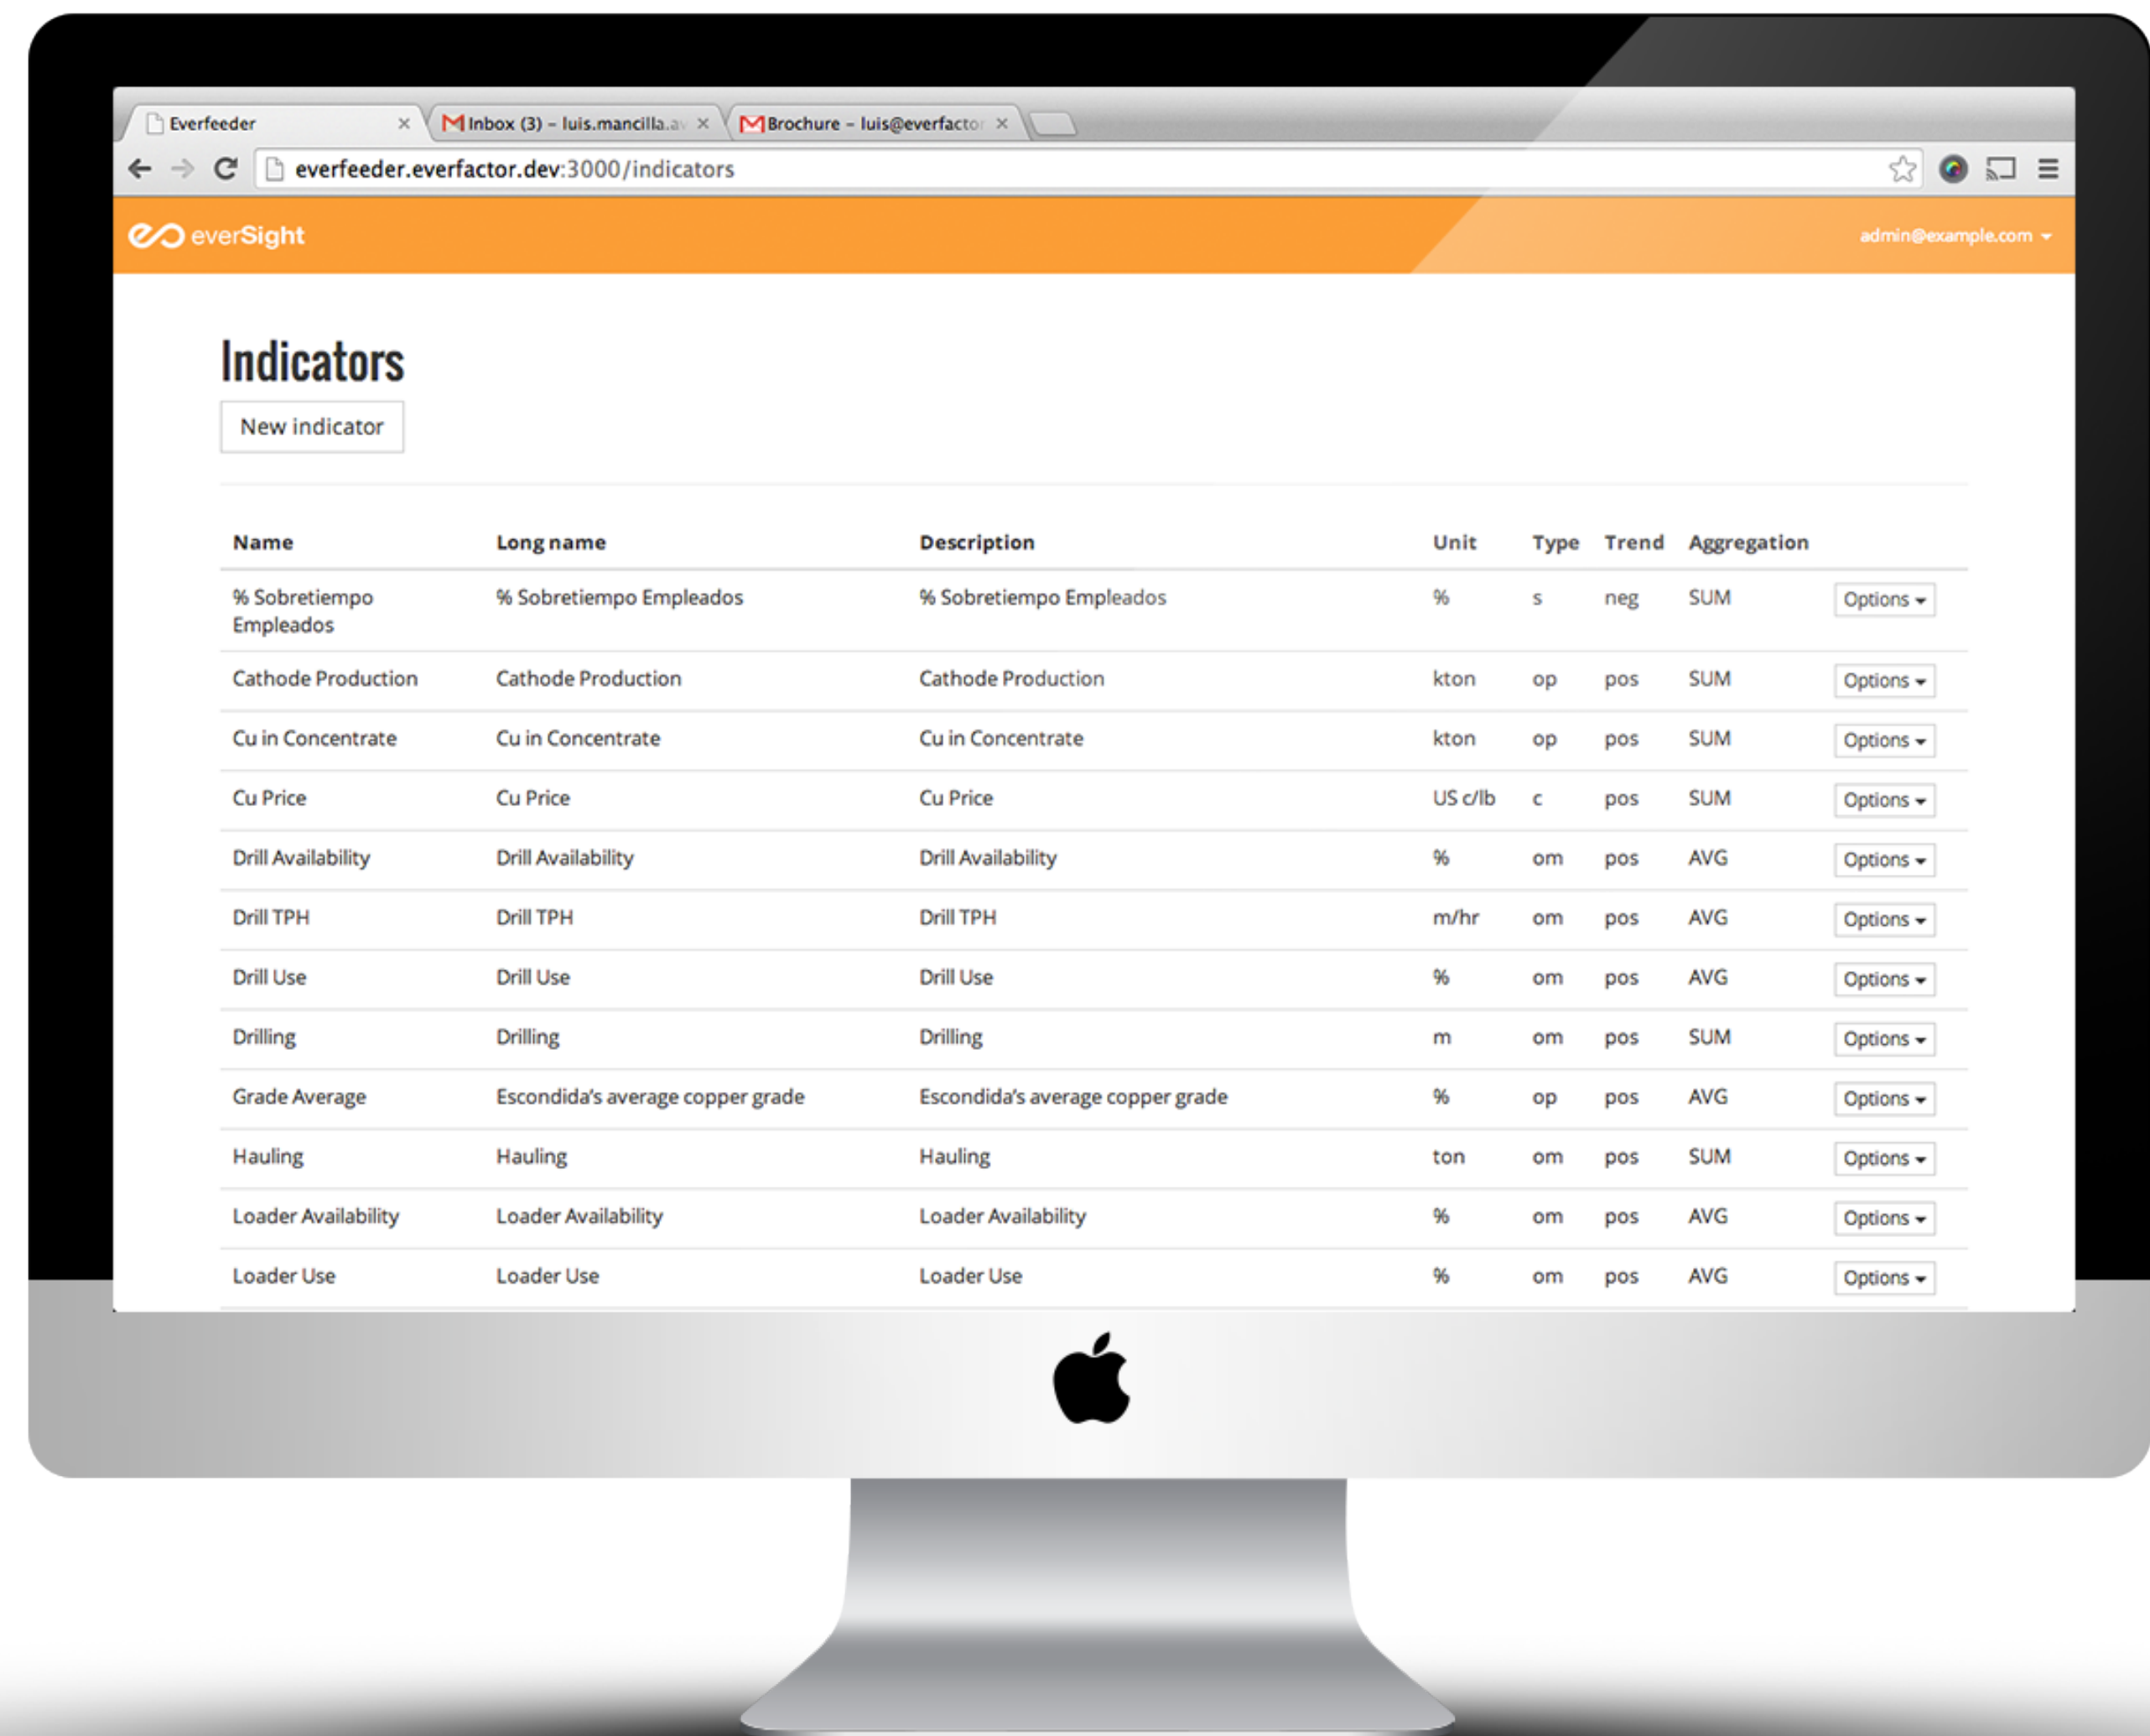 Everfeeder
Inbox (3) – luis.mancilla.av
Brochure – luis@everfactor
everfeeder.everfactor.dev:3000/indicators
everSight
admin@example.com
Indicators
New indicator
Name Long name Description Unit Type Trend Aggregation
% Sobretiempo Empleados % Sobretiempo Empleados % Sobretiempo Empleados % s neg SUM Options
Cathode Production Cathode Production Cathode Production kton op pos SUM Options
Cu in Concentrate Cu in Concentrate Cu in Concentrate kton op pos SUM Options
Cu Price Cu Price Cu Price US c/lb c pos SUM Options
Drill Availability Drill Availability Drill Availability % om pos AVG Options
Drill TPH Drill TPH Drill TPH m/hr om pos AVG Options
Drill Use Drill Use Drill Use % om pos AVG Options
Drilling Drilling Drilling m om pos SUM Options
Grade Average Escondida's average copper grade Escondida's average copper grade % op pos AVG Options
Hauling Hauling Hauling ton om pos SUM Options
Loader Availability Loader Availability Loader Availability % om pos AVG Options
Loader Use Loader Use Loader Use % om pos AVG Options